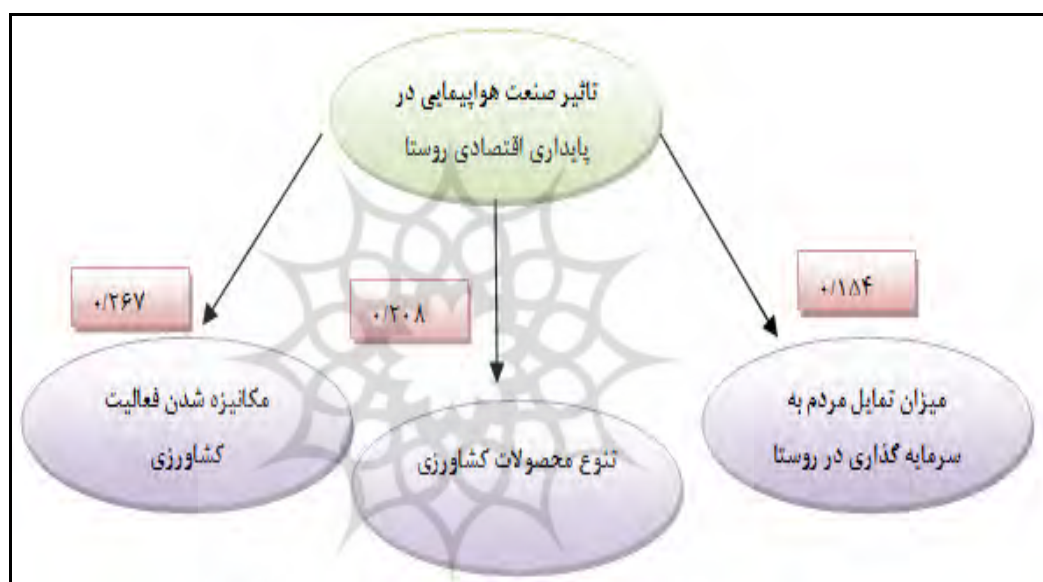 تاثیر صنعت هواپیمایی در
پایداری اقتصادی روستا
۰/۱۵۴
۰/۲۰۸
۰/۲۶۷
میزان تمایل مردم به
سرمایه گذاری در روستا
تنوع محصولات کشاورزی
مکانیزه شدن فعالیت
کشاورزی